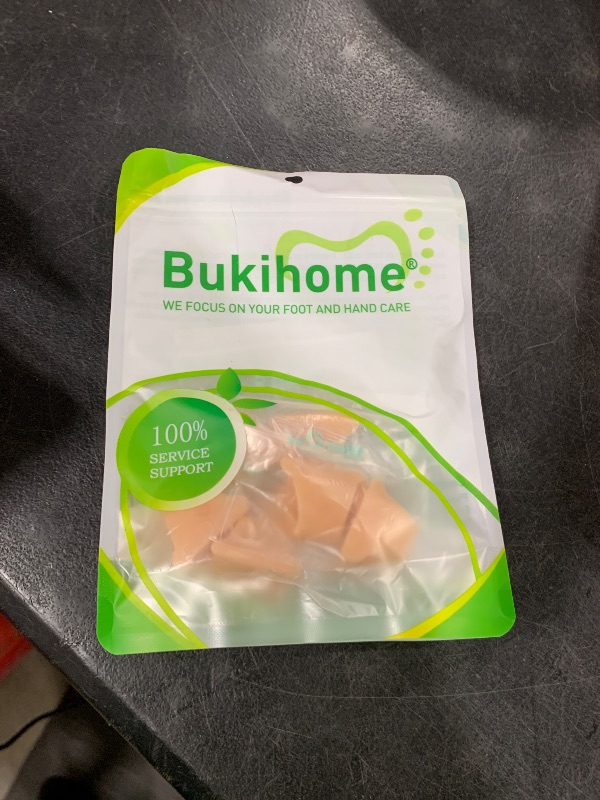 Bukihome®
WE FOCUS ON YOUR FOOT AND HAND CARE
100%
SERVICE
SUPPORT